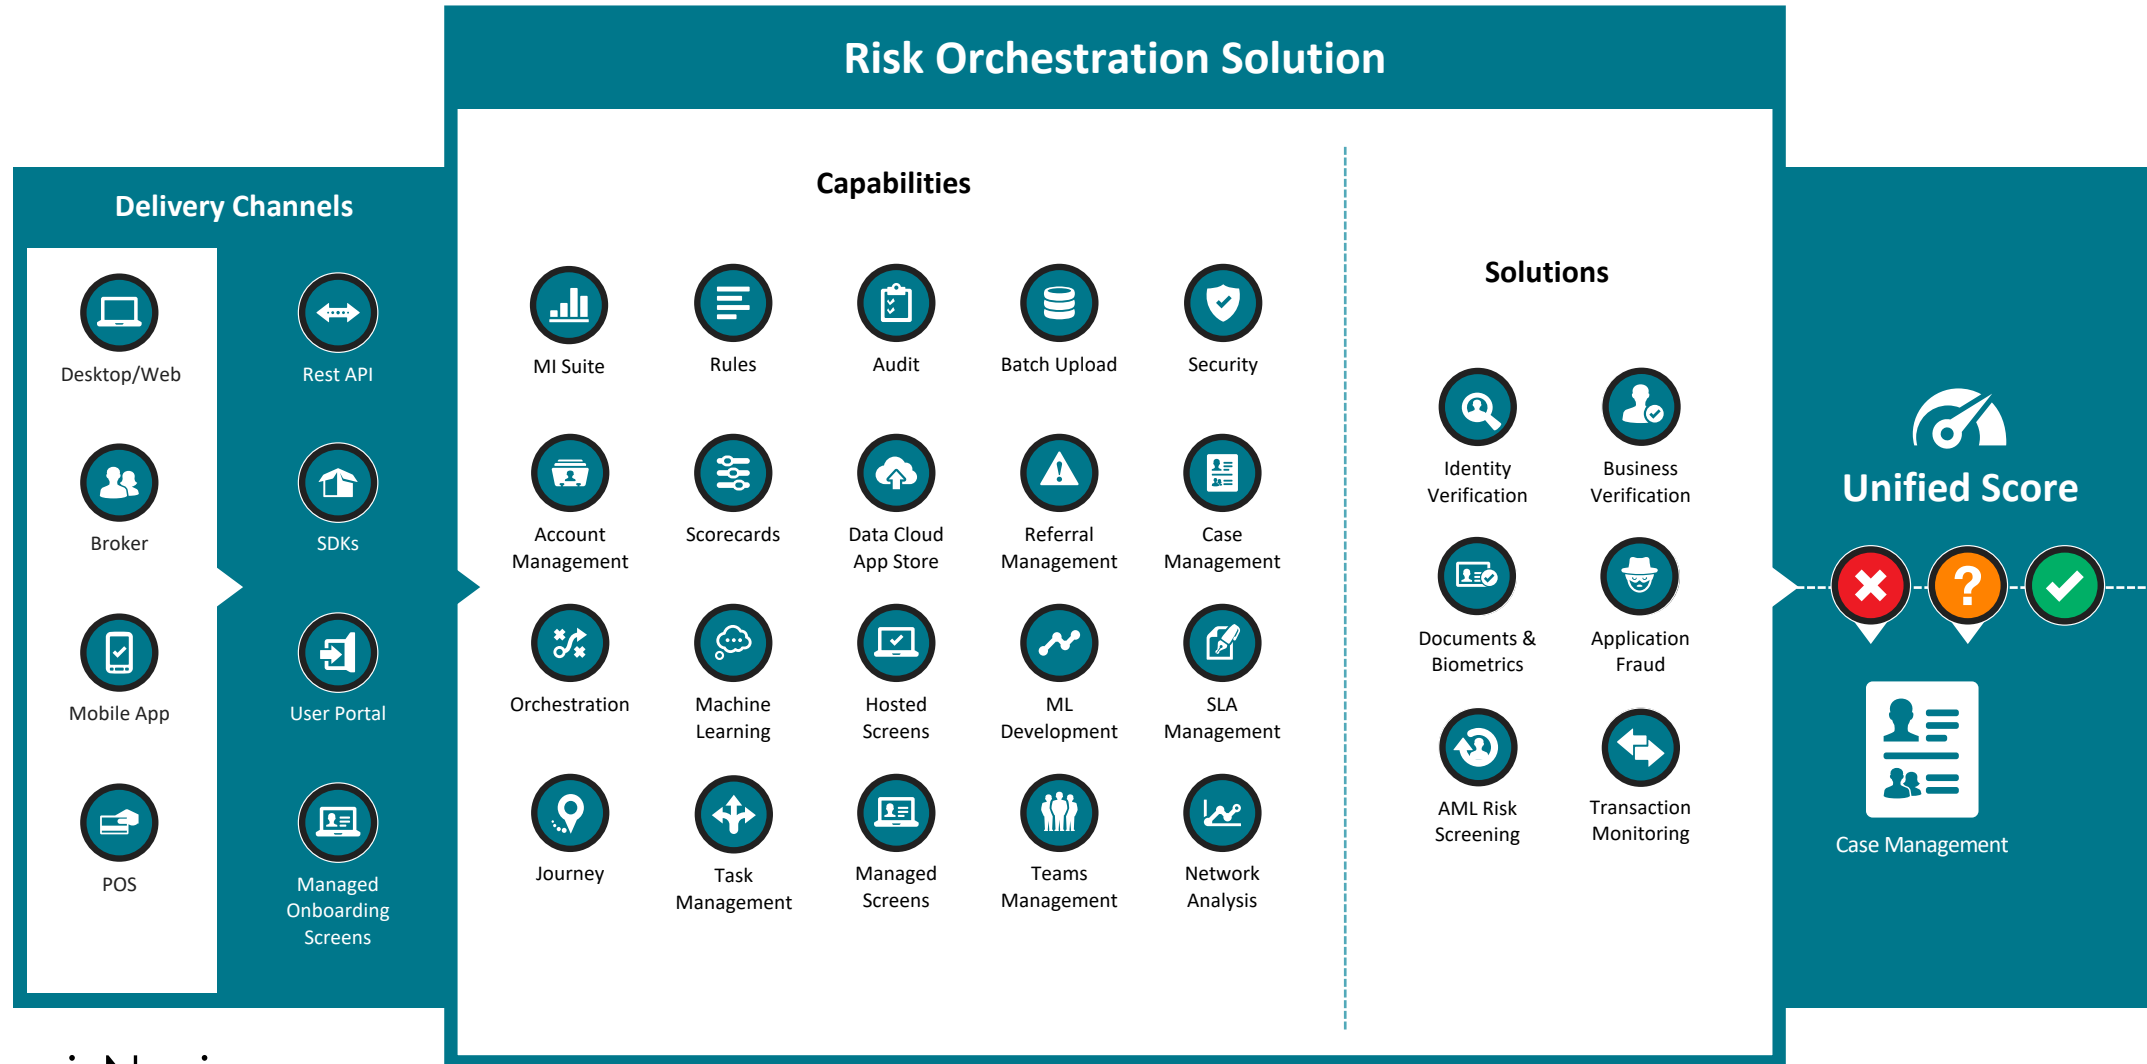 Risk Orchestration Solution
Delivery Channels
Desktop/Web
Broker
Mobile App
POS
Rest API
SDKs
User Portal
Managed
Onboarding
Screens
Capabilities
MI Suite
Rules
Audit
Batch Upload
Security
Account
Management
Scorecards
Data Cloud
App Store
Referral
Management
Case
Management
Orchestration
Machine
Learning
Hosted
Screens
ML
Development
SLA
Management
Journey
Task
Management
Managed
Screens
Teams
Management
Network
Analysis
Solutions
Identity
Verification
Business
Verification
Documents &
Biometrics
Application
Fraud
AML Risk
Screening
Transaction
Monitoring
Unified Score
?
Case Management